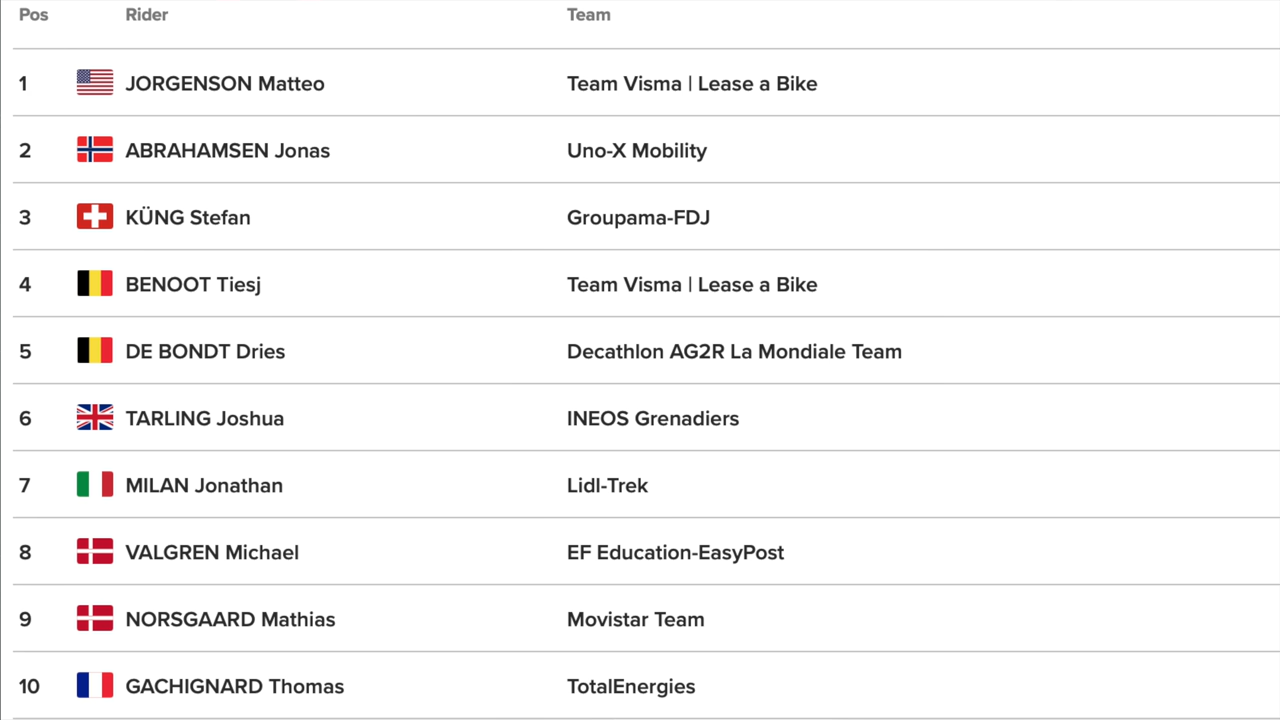 Pos Rider Team
1 JORGENSON Matteo Team Visma | Lease a Bike
2 ABRAHAMSEN Jonas Uno-X Mobility
3 KÜNG Stefan Groupama-FDJ
4 BENOOT Tiesj Team Visma | Lease a Bike
5 DE BONDT Dries Decathlon AG2R La Mondiale Team
6 TARLING Joshua INEOS Grenadiers
7 MILAN Jonathan Lidl-Trek
8 VALGREN Michael EF Education-EasyPost
9 NORSGAARD Mathias Movistar Team
10 GACHIGNARD Thomas TotalEnergies